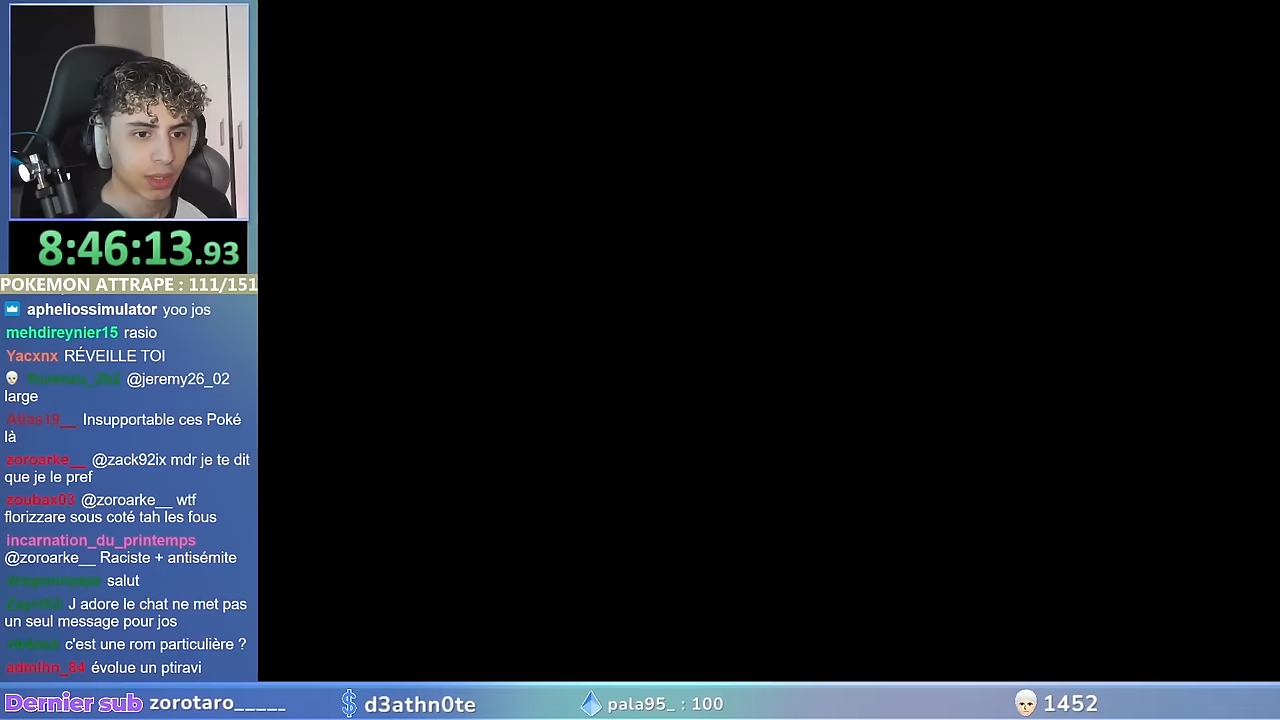 8:46:13.93
POKEMON ATTRAPE : 111/151
apheliossimulator yoo jos
mehdireynier15 rasio
Yacxnx RÉVEILLE TOI
@jeremy26_02
large
Atlas19__ Insupportable ces Poké
là
zoroarke__ @zack92ix mdr je te dit
que je le pref
zoubax03 @zoroarke__ wtf
florizzare sous coté tah les fous
incarnation_du_printemps
@zoroarke__ Raciste + antisémite
salut
J adore le chat ne met pas
un seul message pour jos
c'est une rom particulière ?
admlhn_84 évolue un ptiravi
Dernier sub zorotaro_____ d3athn0te pala95_ : 100 1452